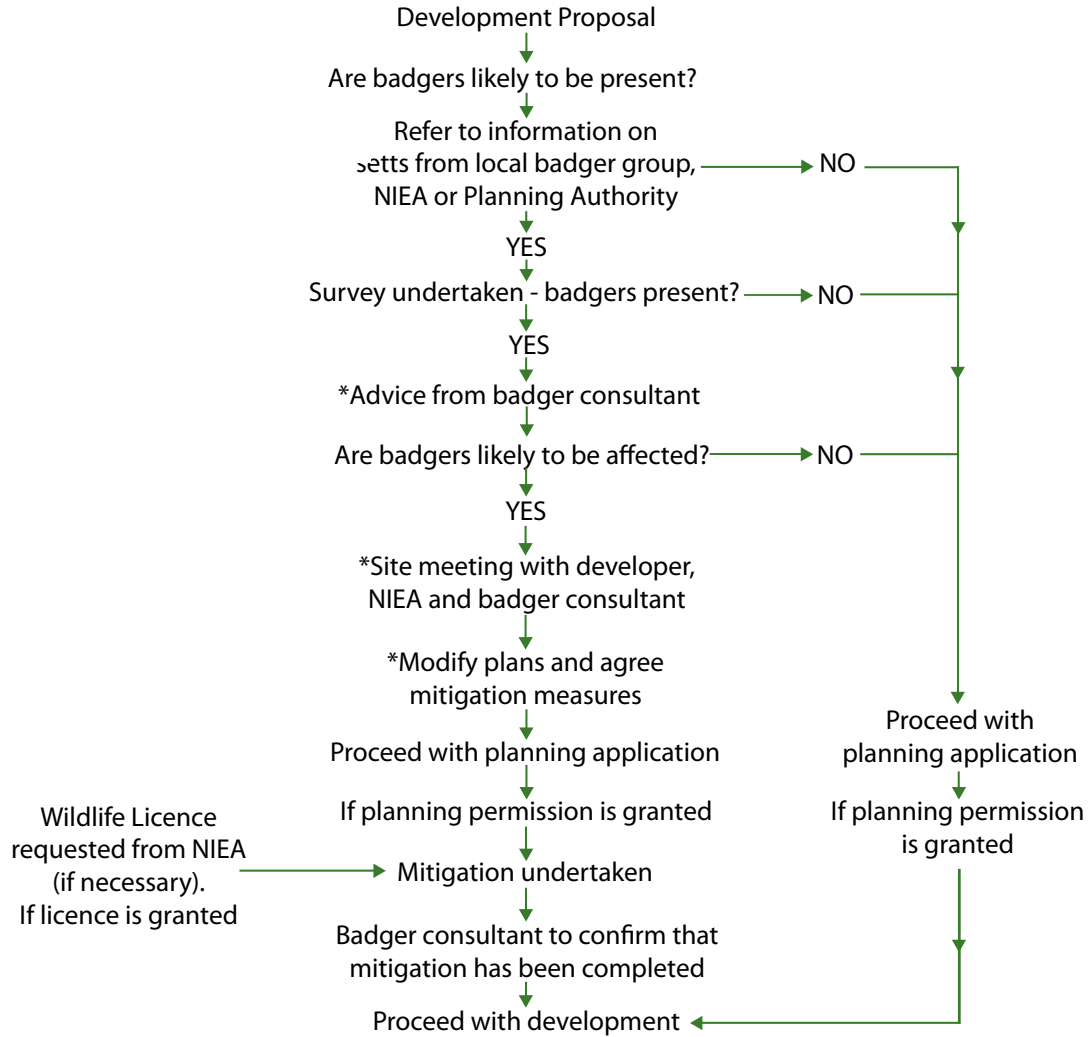 Development Proposal
Are badgers likely to be present?
Refer to information on
setts from local badger group,
NIEA or Planning Authority
NO
YES
Survey undertaken - badgers present?
NO
YES
*Advice from badger consultant
Are badgers likely to be affected?
NO
YES
*Site meeting with developer,
NIEA and badger consultant
*Modify plans and agree
mitigation measures
Proceed with planning application
If planning permission is granted
Wildlife Licence
requested from NIEA
(if necessary).
If licence is granted
Mitigation undertaken
Badger consultant to confirm that
mitigation has been completed
Proceed with
planning application
If planning permission
is granted
Proceed with development